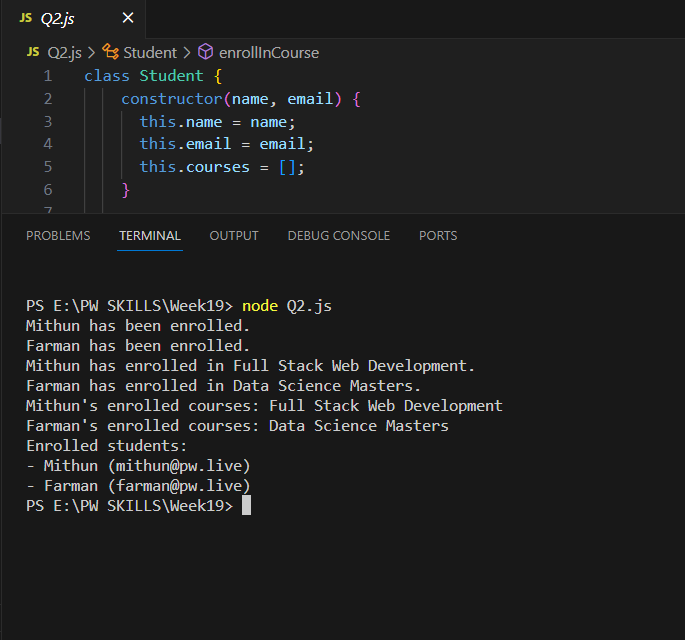 JS Q2.js ×
JS Q2.js > Student > enrollInCourse
1 class Student {
2 constructor(name, email) {
3 this.name = name;
4 this.email = email;
5 this.courses = [];
6 }
7
PROBLEMS TERMINAL OUTPUT DEBUG CONSOLE PORTS
PS E:\PW SKILLS\Week19> node Q2.js
Mithun has been enrolled.
Farman has been enrolled.
Mithun has enrolled in Full Stack Web Development.
Farman has enrolled in Data Science Masters.
Mithun's enrolled courses: Full Stack Web Development
Farman's enrolled courses: Data Science Masters
Enrolled students:
- Mithun (mithun@pw.live)
- Farman (farman@pw.live)
PS E:\PW SKILLS\Week19>